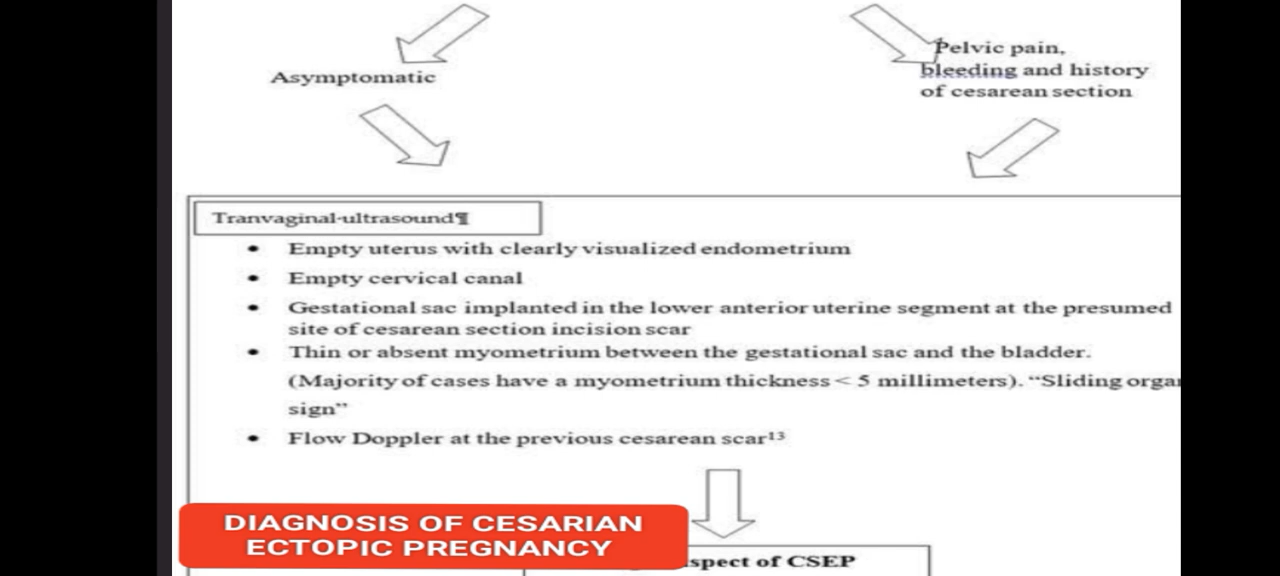 Asymptomatic
Pelvic pain,
bleeding and history
of cesarean section
Tranvaginal-ultrasound¶
• Empty uterus with clearly visualized endometrium
• Empty cervical canal
• Gestational sac implanted in the lower anterior uterine segment at the presumed
site of cesarean section incision scar
• Thin or absent myometrium between the gestational sac and the bladder.
(Majority of cases have a myometrium thickness < 5 millimeters). “Sliding
sign”
• Flow Doppler at the previous cesarean scar¹³
DIAGNOSIS OF CESARIAN
ECTOPIC PREGNANCY
of CSEP